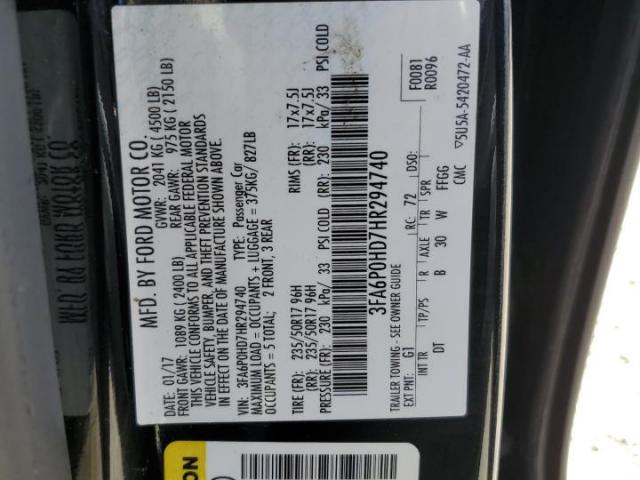 MFD. BY FORD MOTOR CO.
01/17 GVWR: 2041 KG ( 4500 LB)
FRONT GAWR: 1089 KG ( 2400 LB) REAR GAWR: 975 KG ( 2150 LB)
THIS VEHICLE CONFORMS TO ALL APPLICABLE FEDERAL MOTOR
VEHICLE SAFETY, BUMPER, AND THEFT PREVENTION STANDARDS
IN EFFECT ON THE DATE OF MANUFACTURE SHOWN ABOVE.
VIN: 3FA6P0HD7HR294740 TYPE: Passenger Car
MAXIMUM LOAD = OCCUPANTS + LUGGAGE = 375KG/ 827LB
OCCUPANTS = 5 TOTAL; 2 FRONT, 3 REAR
TIRE (FR): 235/50R17 96H RIMS (FR): 17x7.5J
(RR): 235/50R17 96H (RR): 17x7.5J
PRESSURE (FR): 230 kPa/ 33 PSI COLD (RR): 230 kPa/ 33 PSI COLD
3FA6P0HD7HR294740
TRAILER TOWING - SEE OWNER GUIDE
F0081
R0096
EXT PNT: G1 RC: 72 DSO:
INT TR TP/PS R AXLE TR SPR
DT B 30 W FFGG
CMC ▽5U5A-5420472-AA
ION